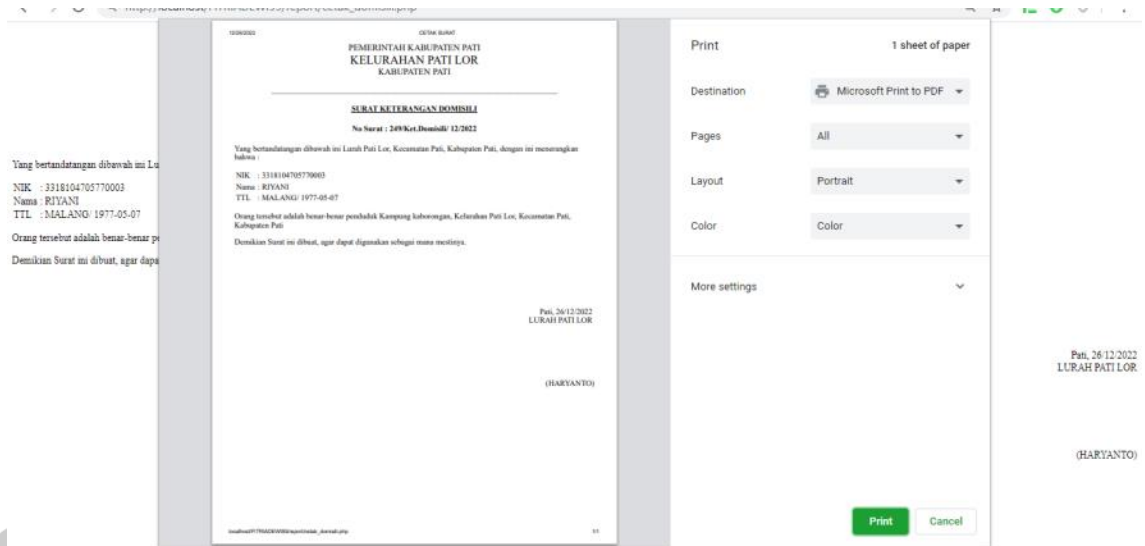 12/26/2022 CETAK SURAT
PEMERINTAH KABUPATEN PATI
KELURAHAN PATI LOR
KABUPATEN PATI
SURAT KETERANGAN DOMISILI
No Surat : 249/Ket.Domisili/ 12/2022
Yang bertandatangan dibawah ini Lurah Pati Lor, Kecamatan Pati, Kabupaten Pati, dengan ini menerangkan
bahwa :
NIK : 3318104705770003
Nama : RIYANI
TTL : MALANG/ 1977-05-07
Orang tersebut adalah benar-benar penduduk Kampung kaborongan, Kelurahan Pati Lor, Kecamatan Pati,
Kabupaten Pati
Demikian Surat ini dibuat, agar dapat digunakan sebagai mana mestinya.
Pati, 26/12/2022
LURAH PATI LOR
(HARYANTO)
1/1
Yang bertandatangan dibawah ini Lu
NIK : 3318104705770003
Nama : RIYANI
TTL : MALANG/ 1977-05-07
Orang tersebut adalah benar-benar pe
Demikian Surat ini dibuat, agar dapa
Print 1 sheet of paper
Destination Microsoft Print to PDF
Pages All
Layout Portrait
Color Color
More settings
Print Cancel
Pati, 26/12/2022
LURAH PATI LOR
(HARYANTO)